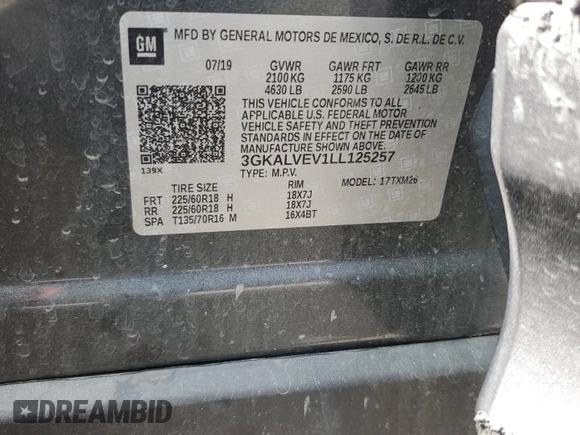 GM
MFD BY GENERAL MOTORS DE MEXICO, S. DE R.L. DE C.V.
07/19 GVWR GAWR FRT GAWR RR
2100 KG 1175 KG 1200 KG
4630 LB 2590 LB 2645 LB
THIS VEHICLE CONFORMS TO ALL
APPLICABLE U.S. FEDERAL MOTOR
VEHICLE SAFETY AND THEFT PREVENTION
STANDARDS IN EFFECT ON THE DATE OF
MANUFACTURE SHOWN ABOVE.
139X 3GKALVEV1LL125257
TYPE: M.P.V. MODEL: 17TXM26
TIRE SIZE RIM
FRT 225/60R18 H 18X7J
RR 225/60R18 H 18X7J
SPA T135/70R16 M 16X4BT
DREAMBID